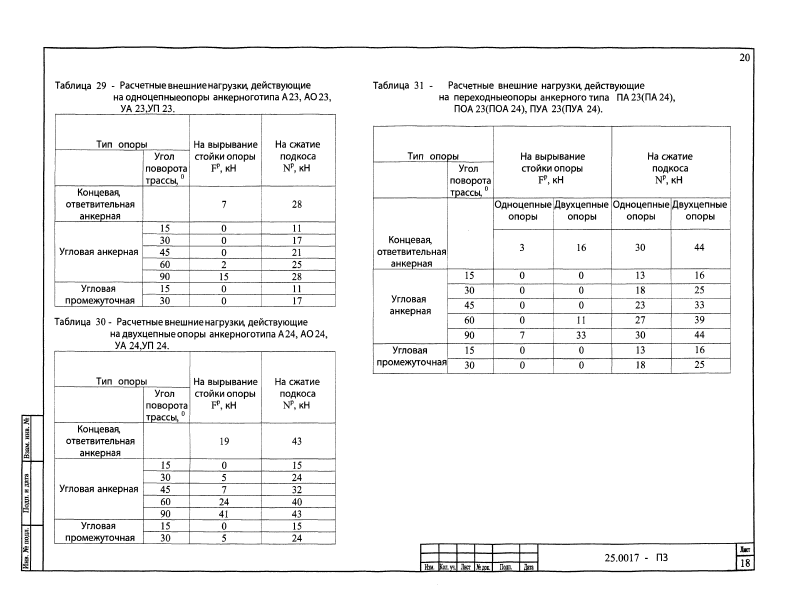 20
Таблица 29 - Расчетные внешние нагрузки, действующие
на одноцепныеопоры анкерноготипа А23, АО23,
УА 23,УП 23.
Тип опоры
На вырывание стойки опоры Fр, кН
На сжатие подкоса Nр, кН
Угол поворота трассы, 0
Концевая, ответвительная анкерная 7 28
Угловая анкерная 15 0 11
30 0 17
45 0 21
60 2 25
90 15 28
Угловая промежуточная 15 0 11
30 0 17
Таблица 30 - Расчетные внешние нагрузки, действующие
на двухцепные опоры анкерноготипа А24, АО24,
УА 24,УП 24.
Тип опоры
На вырывание стойки опоры Fр, кН
На сжатие подкоса Nр, кН
Угол поворота трассы, 0
Концевая, ответвительная анкерная 19 43
Угловая анкерная 15 0 15
30 5 24
45 7 32
60 24 40
90 41 43
Угловая промежуточная 15 0 15
30 5 24
Таблица 31 - Расчетные внешние нагрузки, действующие
на переходныеопоры анкерного типа ПА 23(ПА 24),
ПОА 23(ПОА 24), ПУА 23(ПУА 24).
Тип опоры
На вырывание стойки опоры Fр, кН
На сжатие подкоса Nр, кН
Угол поворота трассы, 0
Одноцепные опоры Двухцепные опоры Одноцепные опоры Двухцепные опоры
Концевая, ответвительная анкерная 3 16 30 44
Угловая анкерная 15 0 0 13 16
30 0 0 18 25
45 0 0 23 33
60 0 11 27 39
90 7 33 30 44
Угловая промежуточная 15 0 0 13 16
30 0 0 18 25
Взам. инв. №
Подп. и дата
Инв. № подл.
Изм. Кол. уч. Лист № док. Подп. Дата
25.0017 - ПЗ
Лист
18